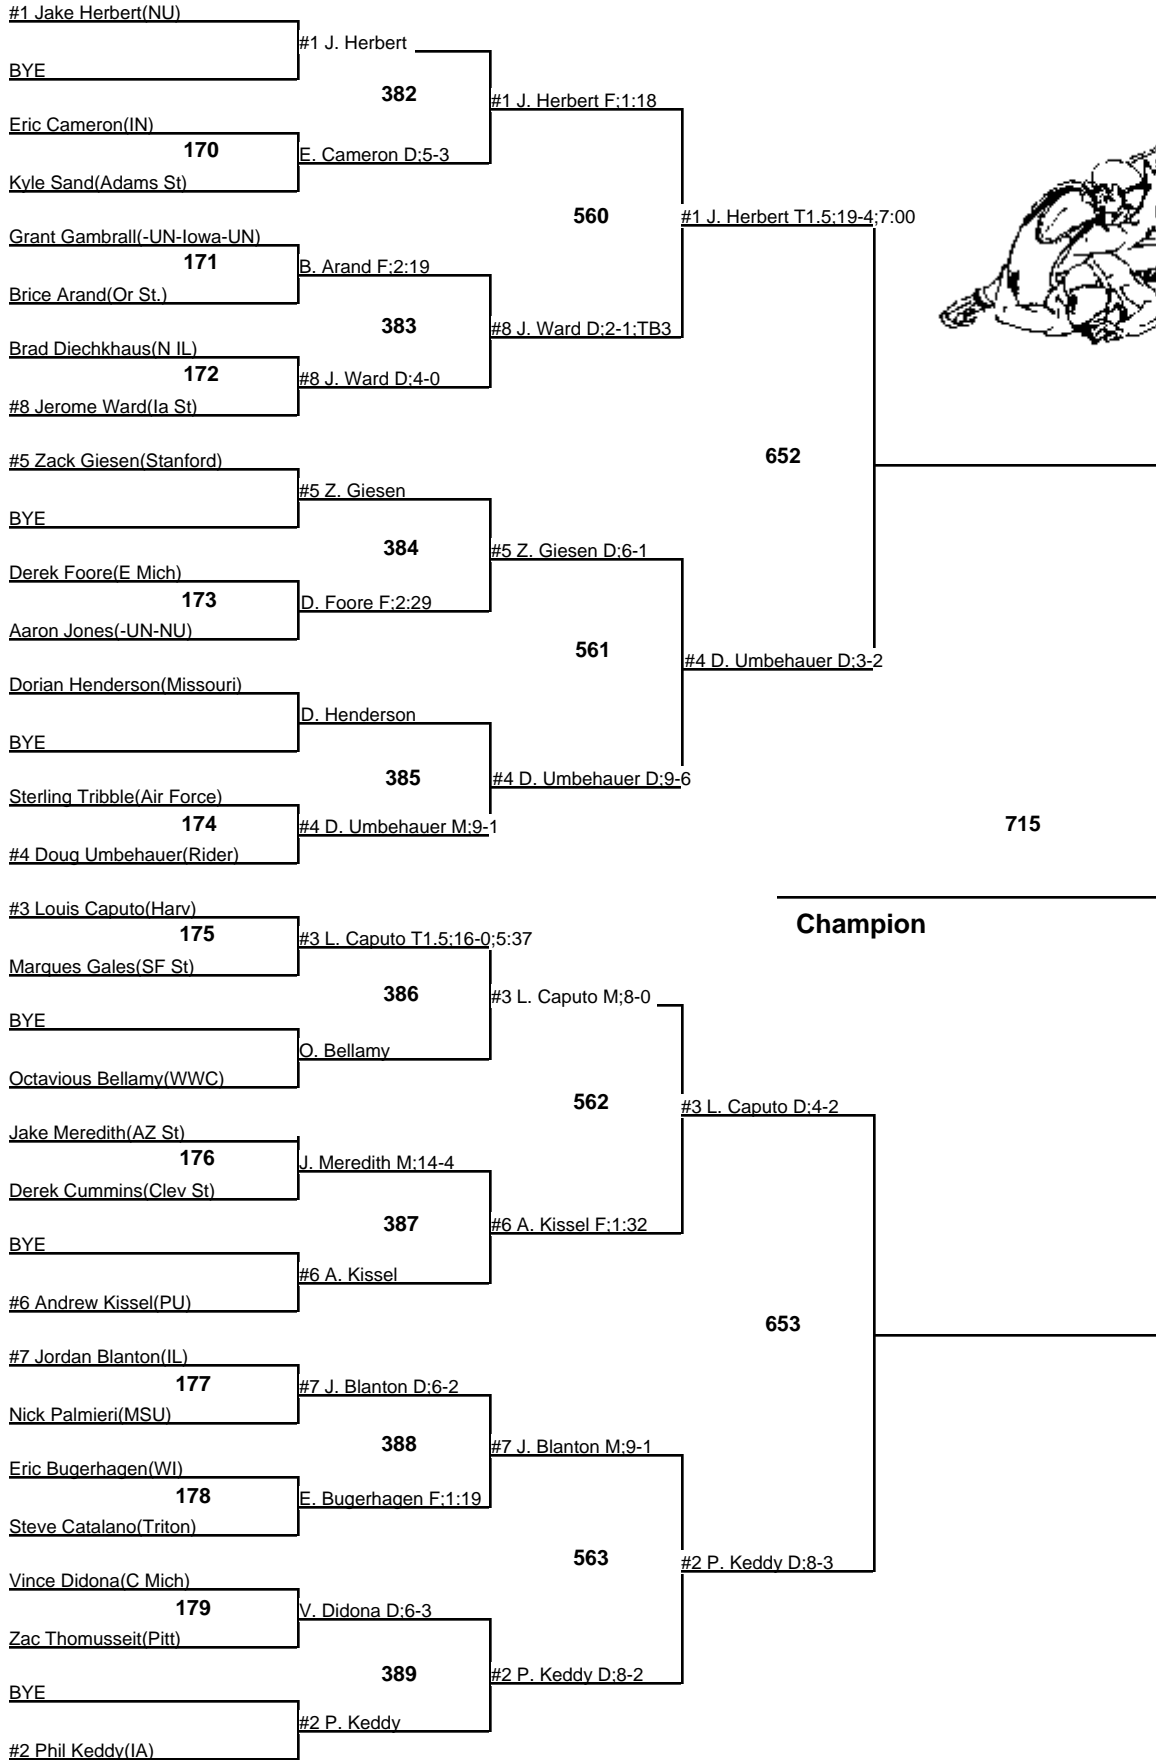 #1 Jake Herbert(NU)
#1 J. Herbert
BYE
382
#1 J. Herbert F;1:18
Eric Cameron(IN)
170
E. Cameron D;5-3
Kyle Sand(Adams St)
560
#1 J. Herbert T1.5;19-4;7:00
Grant Gambrall(-UN-Iowa-UN)
171
B. Arand F;2:19
Brice Arand(Or St.)
383
#8 J. Ward D;2-1;TB3
Brad Diechkhaus(N IL)
172
#8 J. Ward D;4-0
#8 Jerome Ward(Ia St)
652
#5 Zack Giesen(Stanford)
#5 Z. Giesen
BYE
384
#5 Z. Giesen D;6-1
Derek Foore(E Mich)
173
D. Foore F;2:29
Aaron Jones(-UN-NU)
561
#4 D. Umbehauer D;3-2
Dorian Henderson(Missouri)
D. Henderson
BYE
385
#4 D. Umbehauer D;9-6
Sterling Tribble(Air Force)
174
#4 D. Umbehauer M;9-1
715
#4 Doug Umbehauer(Rider)
#3 Louis Caputo(Harv)
Champion
175
#3 L. Caputo T1.5;16-0;5:37
Marques Gales(SF St)
386
#3 L. Caputo M;8-0
BYE
O. Bellamy
Octavious Bellamy(WWC)
562
#3 L. Caputo D;4-2
Jake Meredith(AZ St)
176
J. Meredith M;14-4
Derek Cummins(Clev St)
387
#6 A. Kissel F;1:32
BYE
#6 A. Kissel
#6 Andrew Kissel(PU)
653
#7 Jordan Blanton(IL)
177
#7 J. Blanton D;6-2
Nick Palmieri(MSU)
388
#7 J. Blanton M;9-1
Eric Bugerhagen(WI)
178
E. Bugerhagen F;1:19
Steve Catalano(Triton)
563
#2 P. Keddy D;8-3
Vince Didona(C Mich)
179
V. Didona D;6-3
Zac Thomusseit(Pitt)
389
#2 P. Keddy D;8-2
BYE
#2 P. Keddy
#2 Phil Keddy(IA)